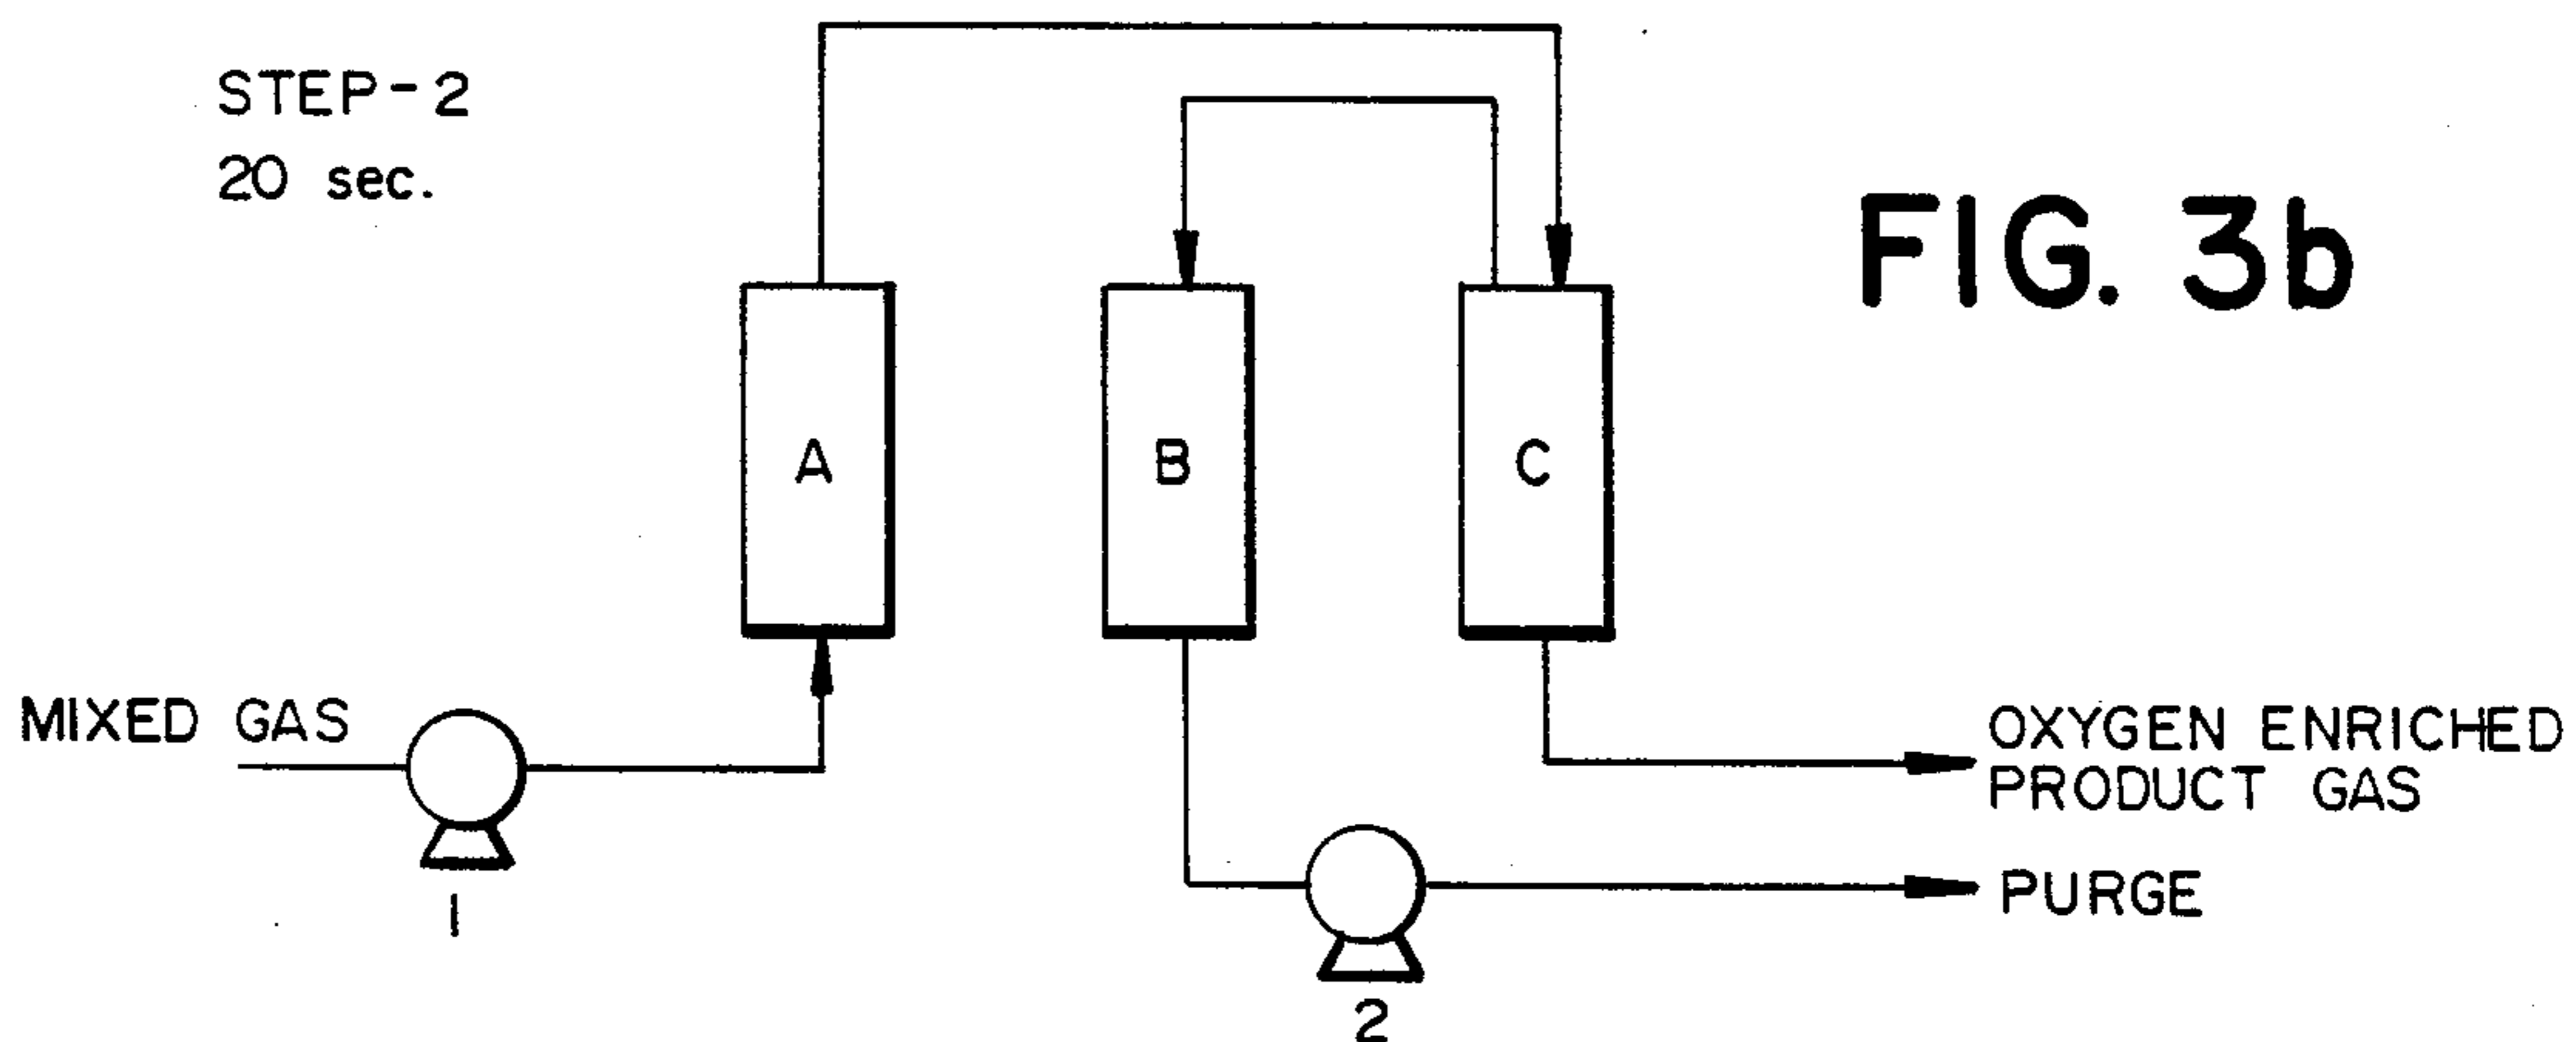 STEP-2
20 sec.
FIG. 3b
A
B
C
MIXED GAS
1
OXYGEN ENRICHED
PRODUCT GAS
PURGE
2